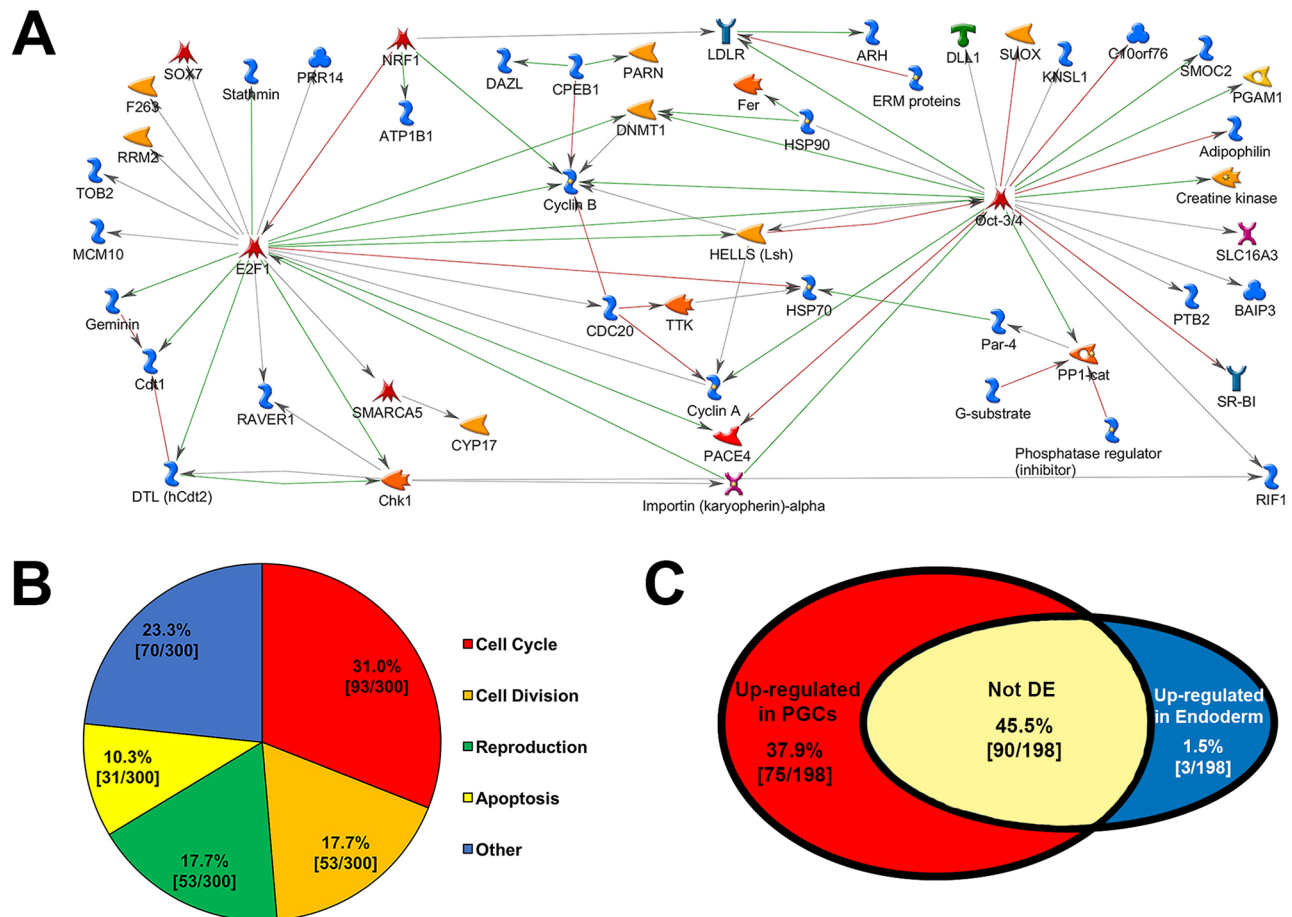 A
SOX7
F263
Stathmin
PRR14
NRF1
RRM2
TOB2
ATP1B1
MCM10
E2F1
DAZL
CPEB1
PARN
LDLR
ARH
Fer
ERM proteins
DNMT1
HSP90
DLL1
SUOX
KNSL1
C10orf76
SMOC2
PGAM1
Adipophilin
Creatine kinase
Cyclin B
Oct-3/4
HELLS (Lsh)
SLC16A3
Geminin
CDC20
TTK
HSP70
Par-4
PTB2
BAIP3
Cdt1
RAVER1
SMARCA5
CYP17
Cyclin A
PP1-cat
G-substrate
SR-BI
PACE4
Phosphatase regulator
(inhibitor)
DTL (hCdt2)
Chk1
Importin (karyopherin)-alpha
RIF1
B
23.3%
[70/300]
31.0%
[93/300]
10.3%
[31/300]
17.7%
[53/300]
17.7%
[53/300]
Cell Cycle
Cell Division
Reproduction
Apoptosis
Other
C
Up-regulated
in PGCs
37.9%
[75/198]
Not DE
45.5%
[90/198]
Up-regulated
in Endoderm
1.5%
[3/198]